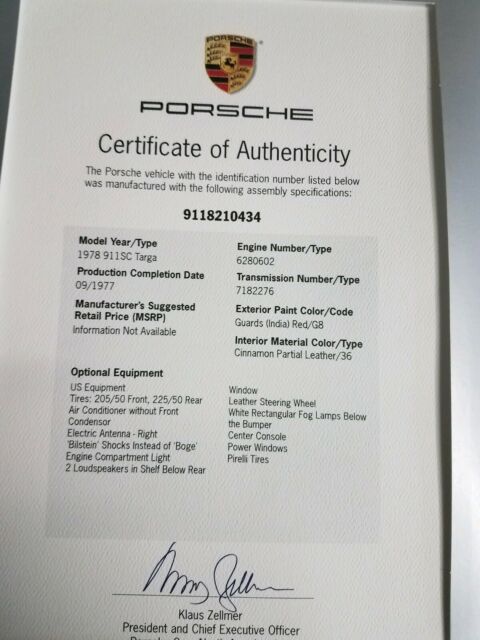 PORSCHE
PORSCHE
Certificate of Authenticity
The Porsche vehicle with the identification number listed below
was manufactured with the following assembly specifications:
9118210434
Model Year/Type
1978 911SC Targa
Production Completion Date
09/1977
Manufacturer's Suggested
Retail Price (MSRP)
Information Not Available
Engine Number/Type
6280602
Transmission Number/Type
7182276
Exterior Paint Color/Code
Guards (India) Red/G8
Interior Material Color/Type
Cinnamon Partial Leather/36
Optional Equipment
US Equipment
Tires: 205/50 Front, 225/50 Rear
Air Conditioner without Front
Condensor
Electric Antenna - Right
'Bilstein' Shocks Instead of 'Boge'
Engine Compartment Light
2 Loudspeakers in Shelf Below Rear
Window
Leather Steering Wheel
White Rectangular Fog Lamps Below
the Bumper
Center Console
Power Windows
Pirelli Tires
Klaus Zellmer
President and Chief Executive Officer